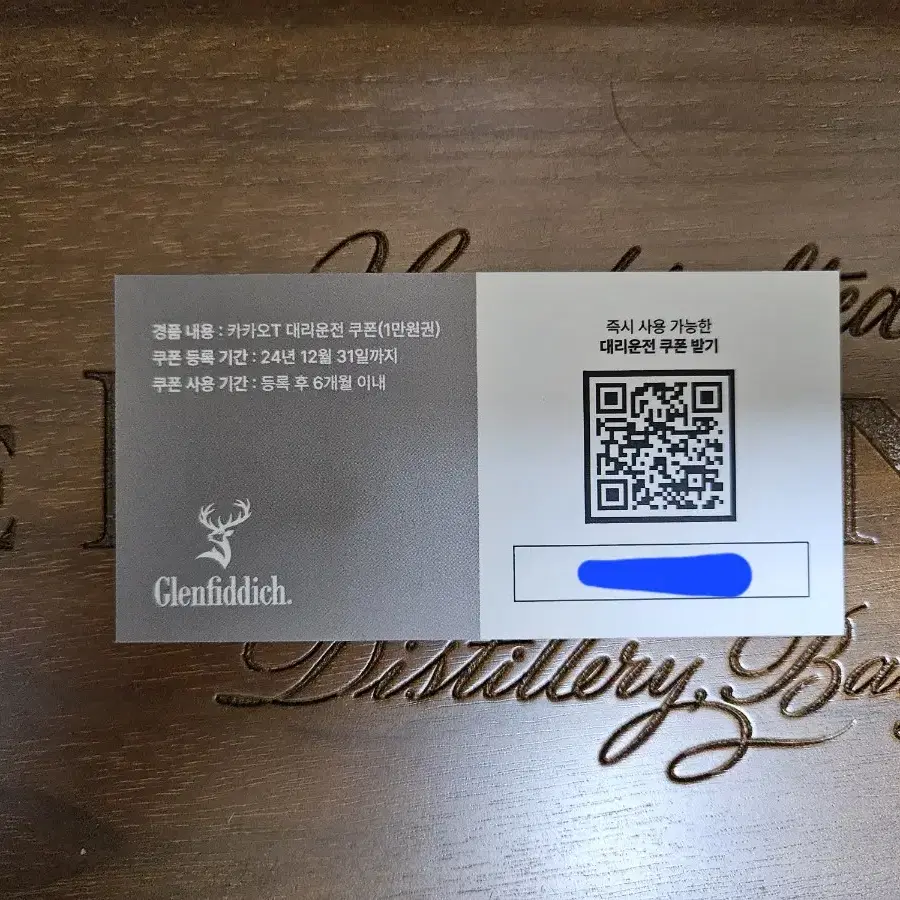 경품 내용 : 카카오T 대리운전 쿠폰(1만원권)
쿠폰 등록 기간 : 24년 12월 31일까지
쿠폰 사용 기간 : 등록 후 6개월 이내
Glenfiddich.
즉시 사용 가능한
대리운전 쿠폰 받기
Distillery, Ba